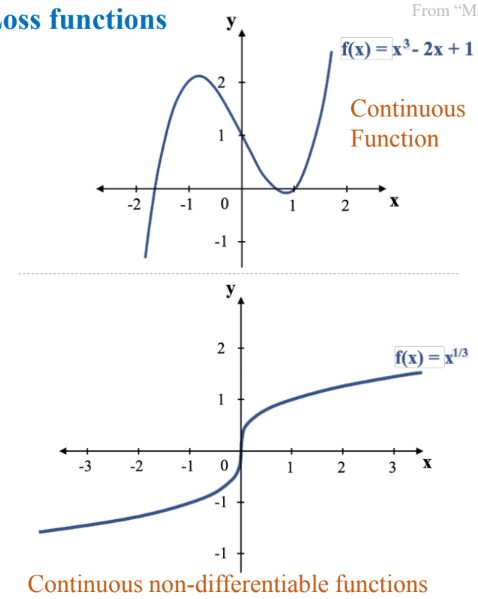 Loss functions
From “M
y
f(x) = x³- 2x + 1
2
Continuous
Function
1
-2 -1 0 1 2 x
-1
y
2
f(x) = x^1/3
1
-3 -2 -1 0 1 2 3 x
-1
-1
Continuous non-differentiable functions